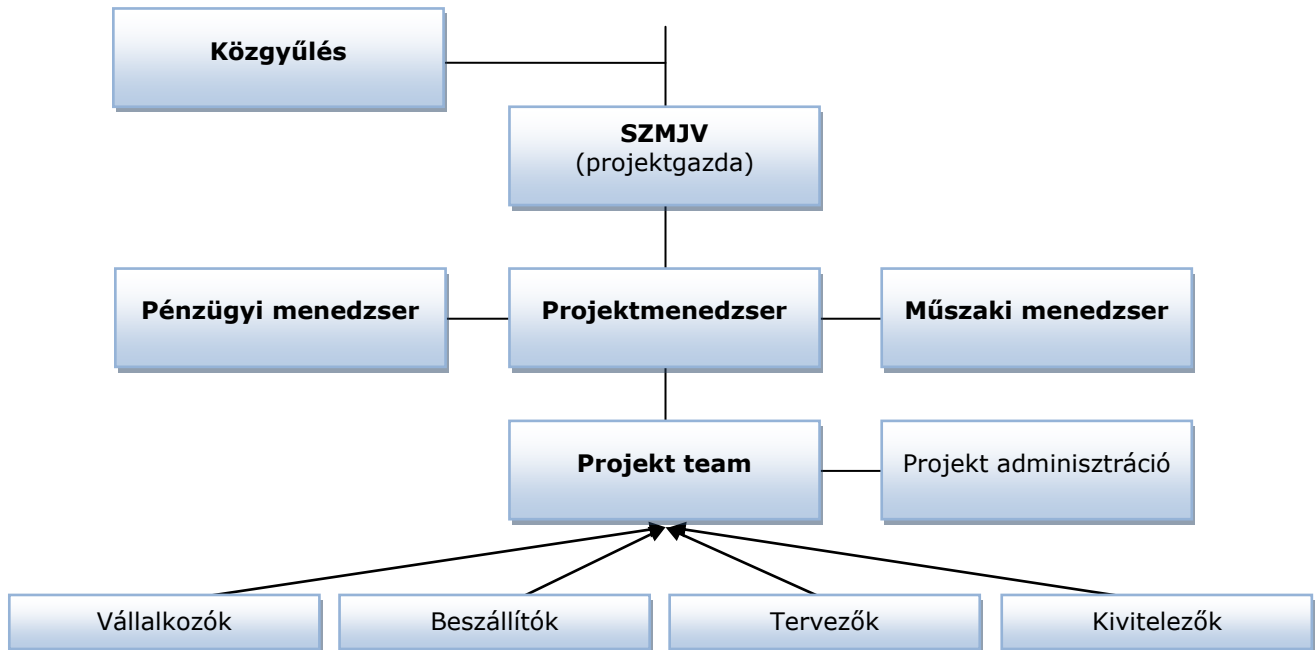 Közgyűlés
SZMJV
(projektgazda)
Pénzügyi menedzser
Projektmenedzser
Műszaki menedzser
Projekt team
Projekt adminisztráció
Vállalkozók
Beszállítók
Tervezők
Kivitelezők